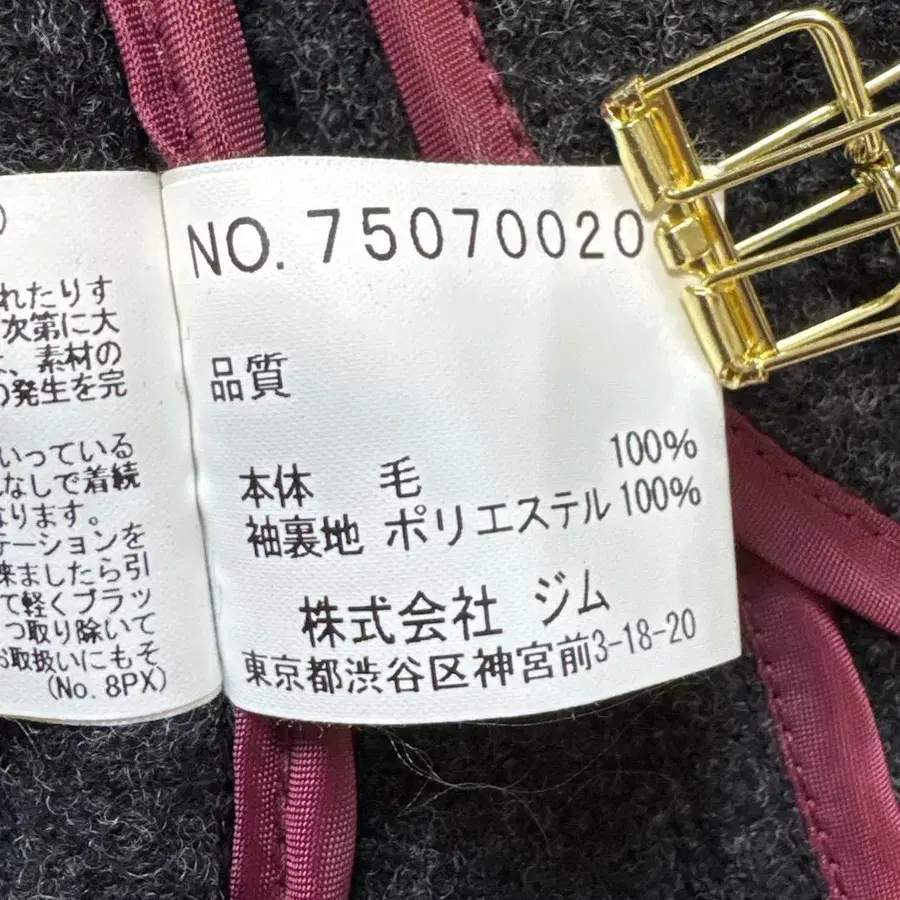 れたりす
次第に大
、素材の
の発生を完
いっている
なしで着続
なります。
テーションを
来ましたら引
て軽くブラッ
つ取り除いて
お取扱いにもそ
(No. 8PX)
NO. 75070020
品質
本体 毛 100%
袖裏地 ポリエステル 100%
株式会社 ジム
東京都渋谷区神宮前3-18-20